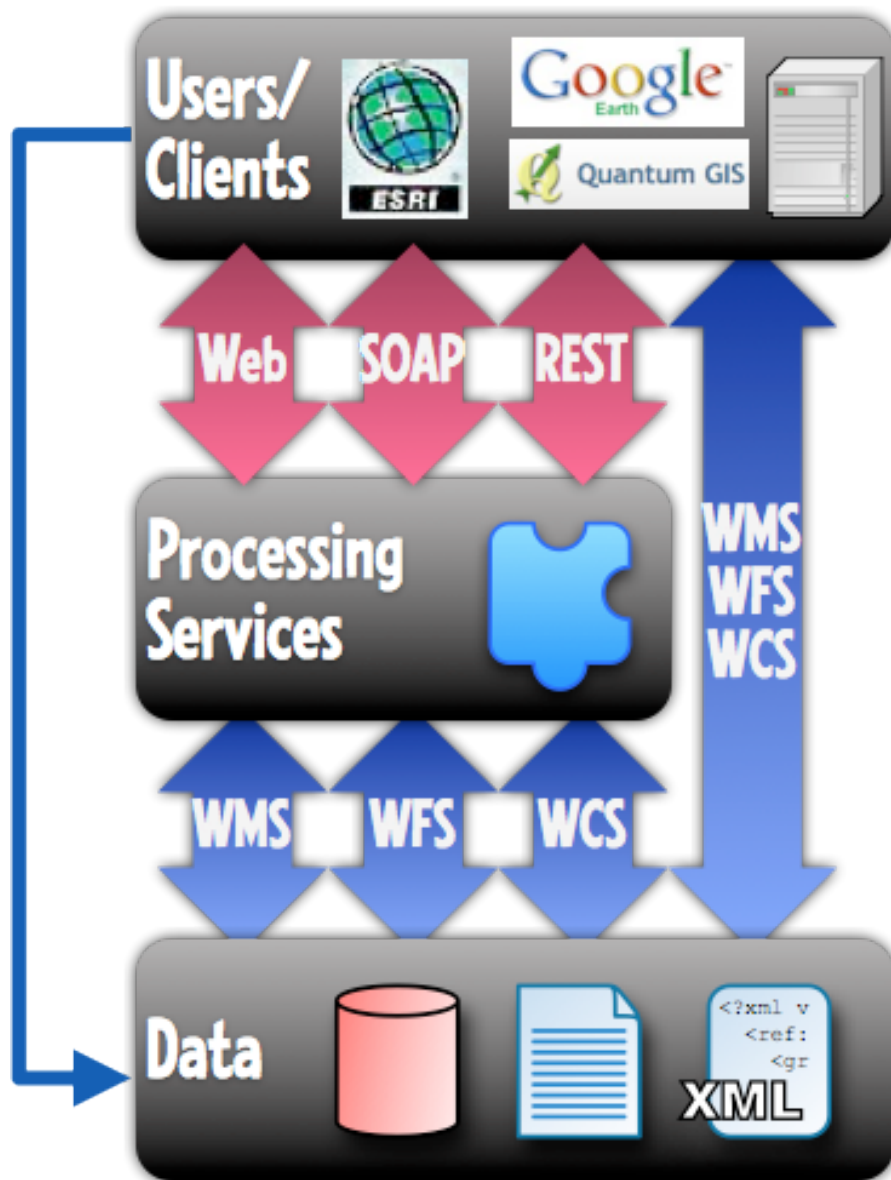 Users/
Clients
ESRI
Google™
Earth
Quantum GIS
Web
SOAP
REST
Processing
Services
WMS
WFS
WCS
WMS
WFS
WCS
Data
<?xml v
<ref:
<gr
XML